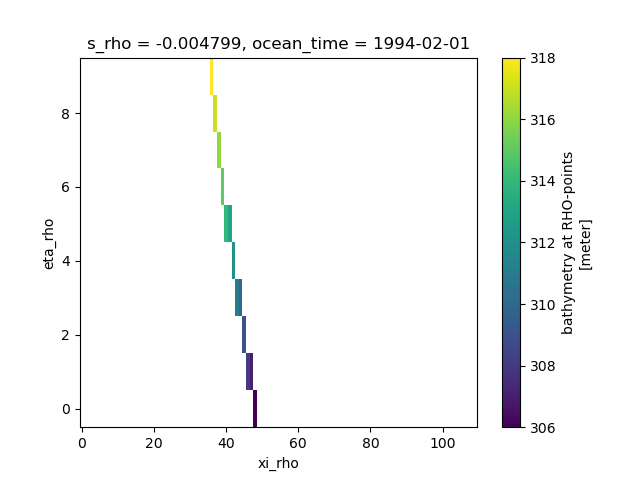 s_rho = -0.004799, ocean_time = 1994-02-01
8
6
4
2
0
eta_rho
0 20 40 60 80 100
xi_rho
318
316
314
312
310
308
306
bathymetry at RHO-points
[meter]